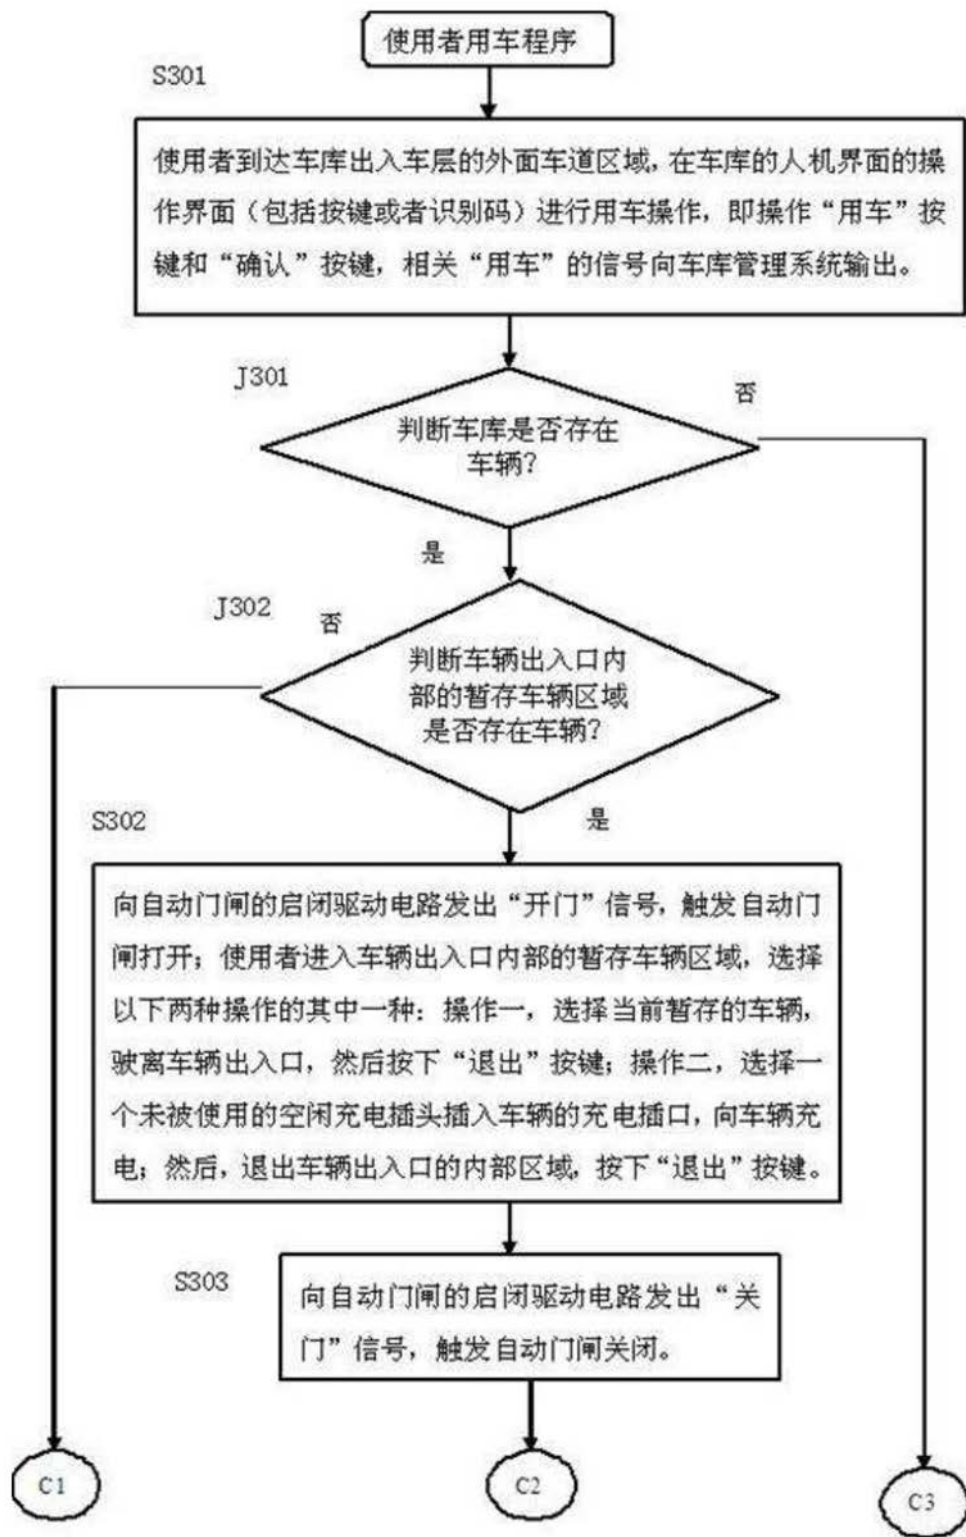 使用者用车程序
S301
使用者到达车库出入车层的外面车道区域，在车库的人机界面的操
作界面（包括按键或者识别码）进行用车操作，即操作“用车”按
键和“确认”按键，相关“用车”的信号向车库管理系统输出。
J301
否
判断车库是否存在
车辆？
是
J302
否
判断车辆出入口内
部的暂存车辆区域
是否存在车辆？
S302
是
向自动门闸的启闭驱动电路发出“开门”信号，触发自动门
闸打开；使用者进入车辆出入口内部的暂存车辆区域，选择
以下两种操作的其中一种：操作一，选择当前暂存的车辆，
驶离车辆出入口，然后按下“退出”按键；操作二，选择一
个未被使用的空闲充电插头插入车辆的充电插口，向车辆充
电；然后，退出车辆出入口的内部区域，按下“退出”按键。
S303
向自动门闸的启闭驱动电路发出“关
门”信号，触发自动门闸关闭。
C1
C2
C3